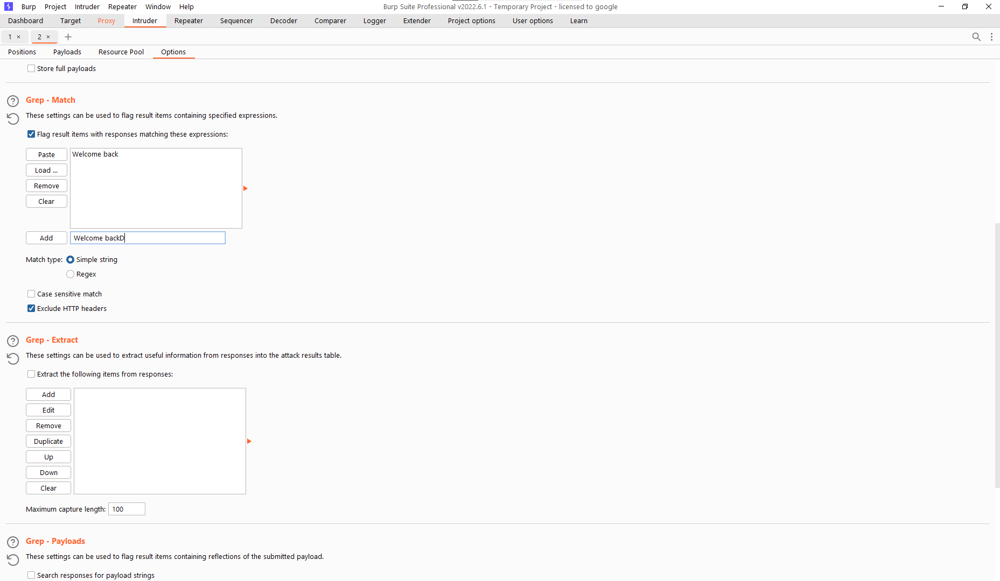 Burp Project Intruder Repeater Window Help
Burp Suite Professional v2022.6.1 - Temporary Project - licensed to google
Dashboard Target Proxy Intruder Repeater Sequencer Decoder Comparer Logger Extender Project options User options Learn
1 × 2 × +
Positions Payloads Resource Pool Options
Store full payloads
Grep - Match
These settings can be used to flag result items containing specified expressions.
Flag result items with responses matching these expressions:
Paste
Welcome back
Load ...
Remove
Clear
Add
Welcome backD
Match type: Simple string
Regex
Case sensitive match
Exclude HTTP headers
Grep - Extract
These settings can be used to extract useful information from responses into the attack results table.
Extract the following items from responses:
Add
Edit
Remove
Duplicate
Up
Down
Clear
Maximum capture length: 100
Grep - Payloads
These settings can be used to flag result items containing reflections of the submitted payload.
Search responses for payload strings